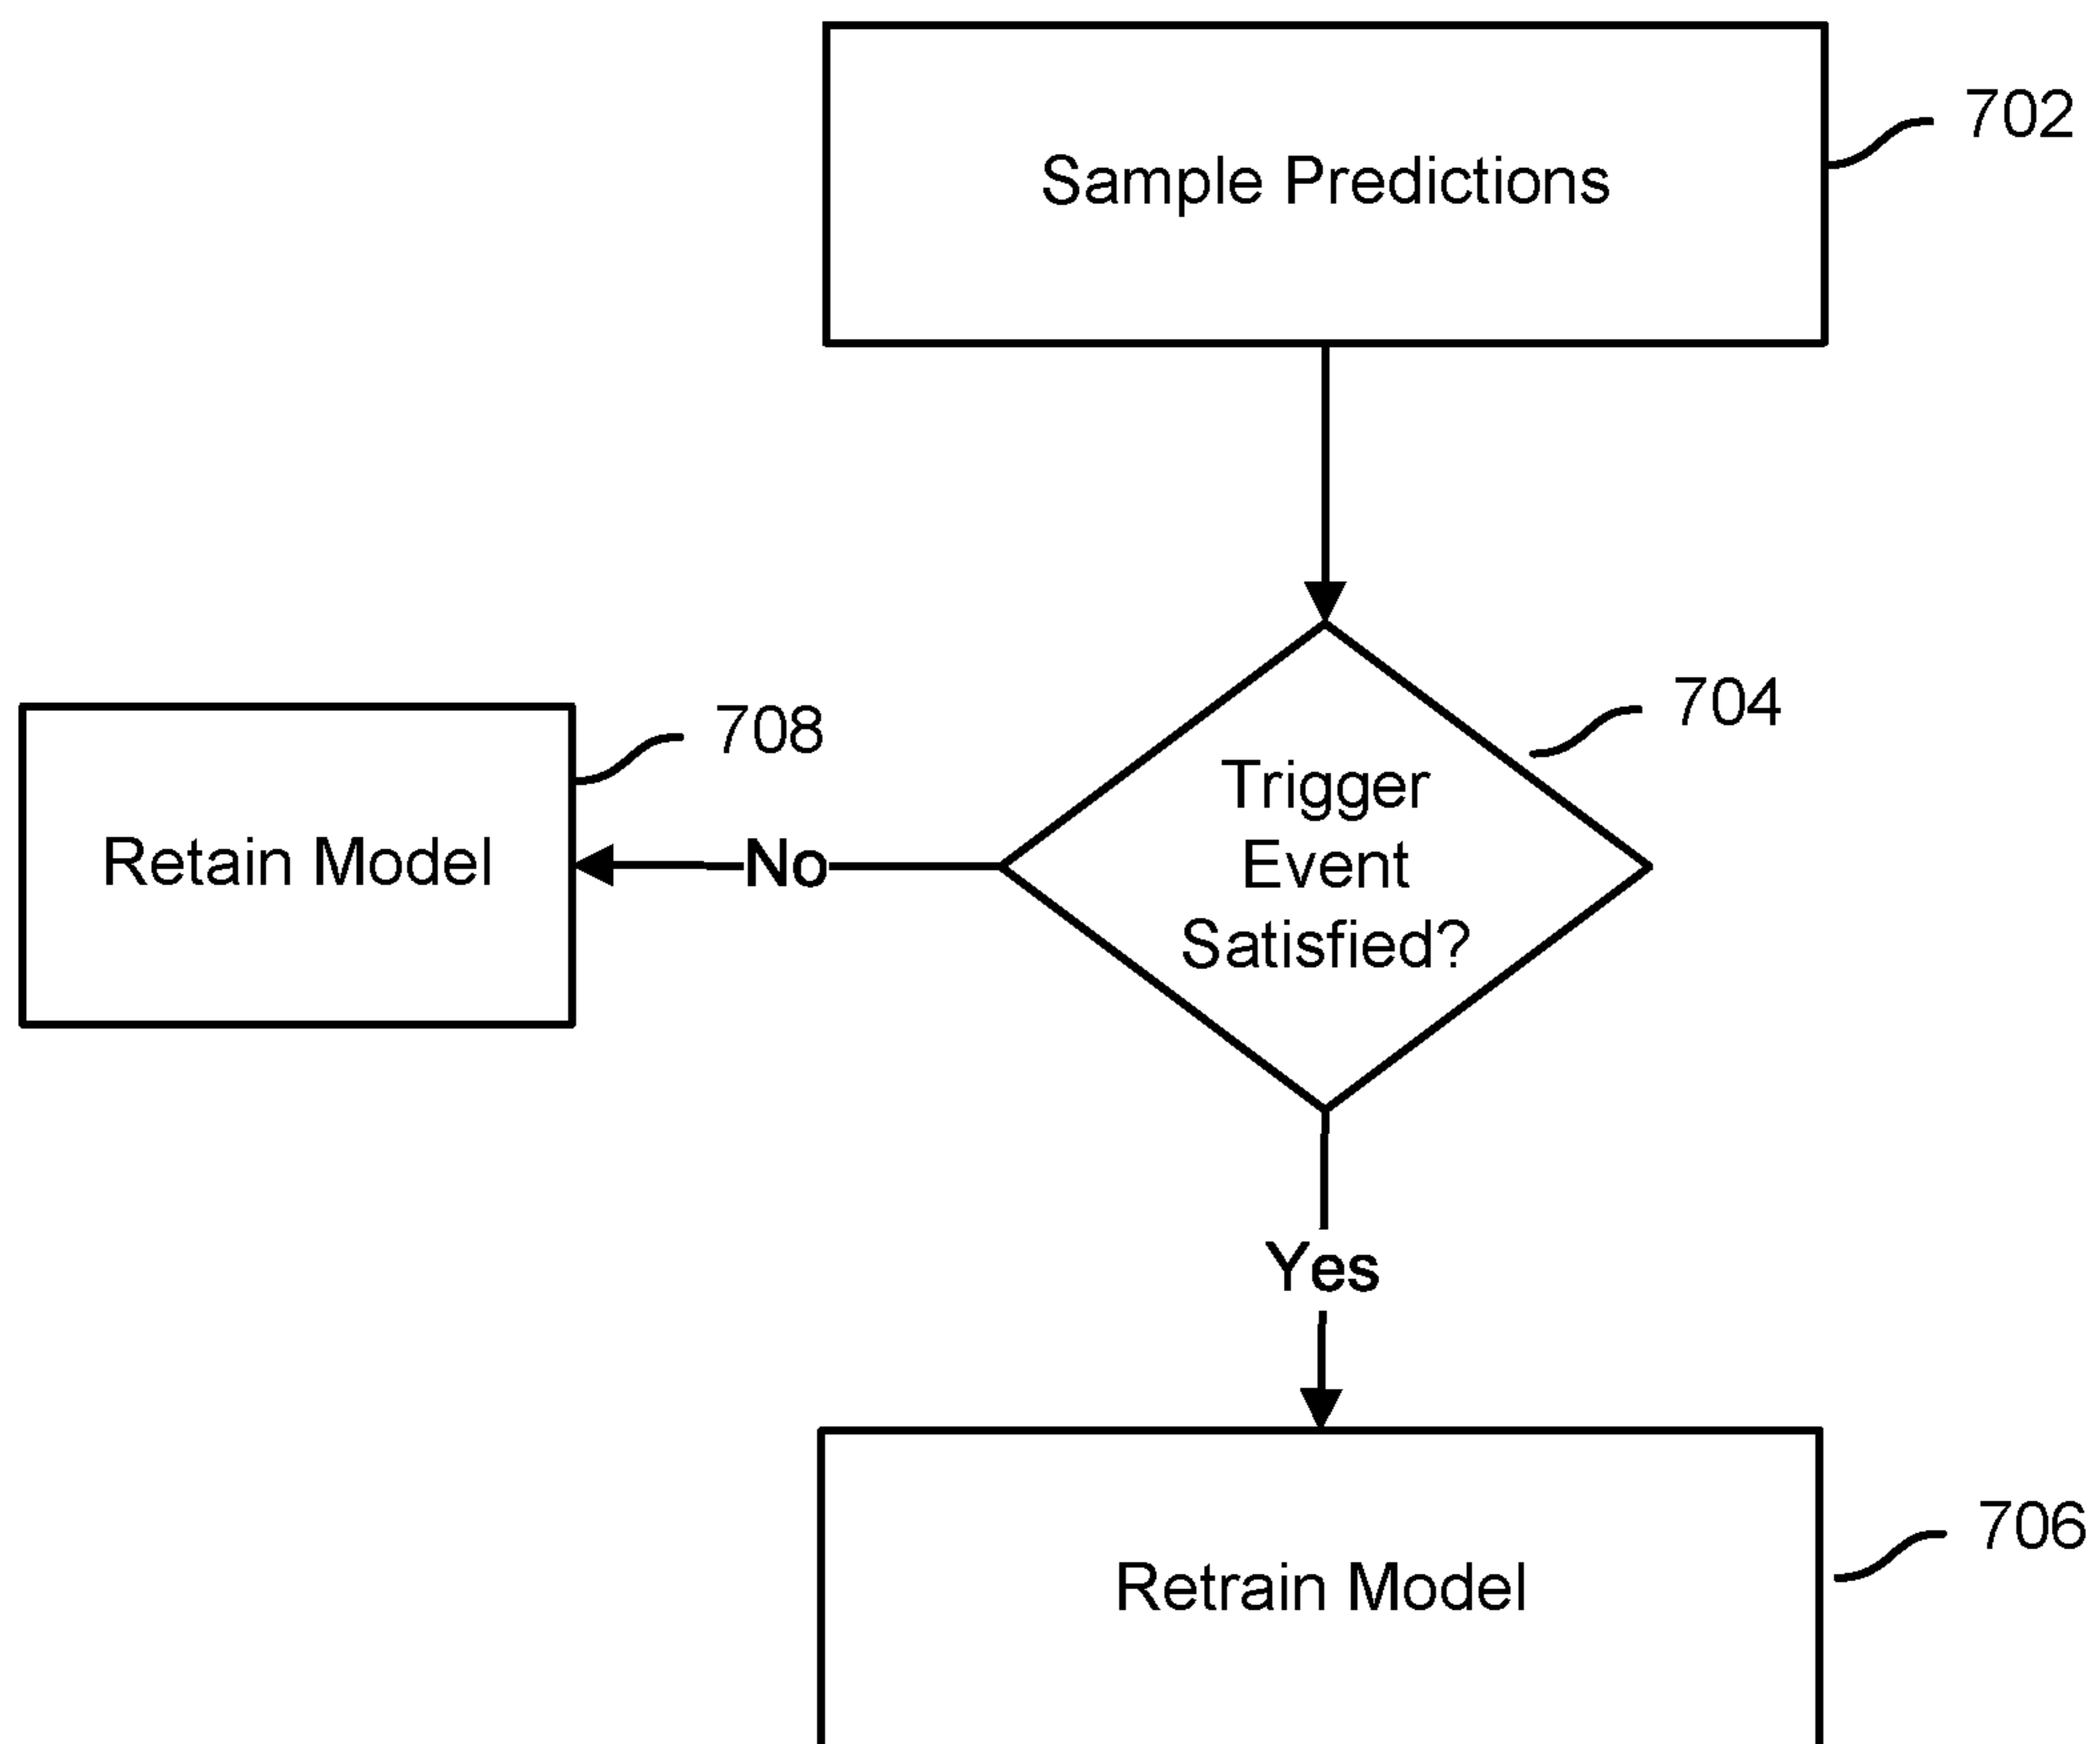 Sample Predictions
702
Trigger
Event
Satisfied?
704
No
Retain Model
708
Yes
Retrain Model
706